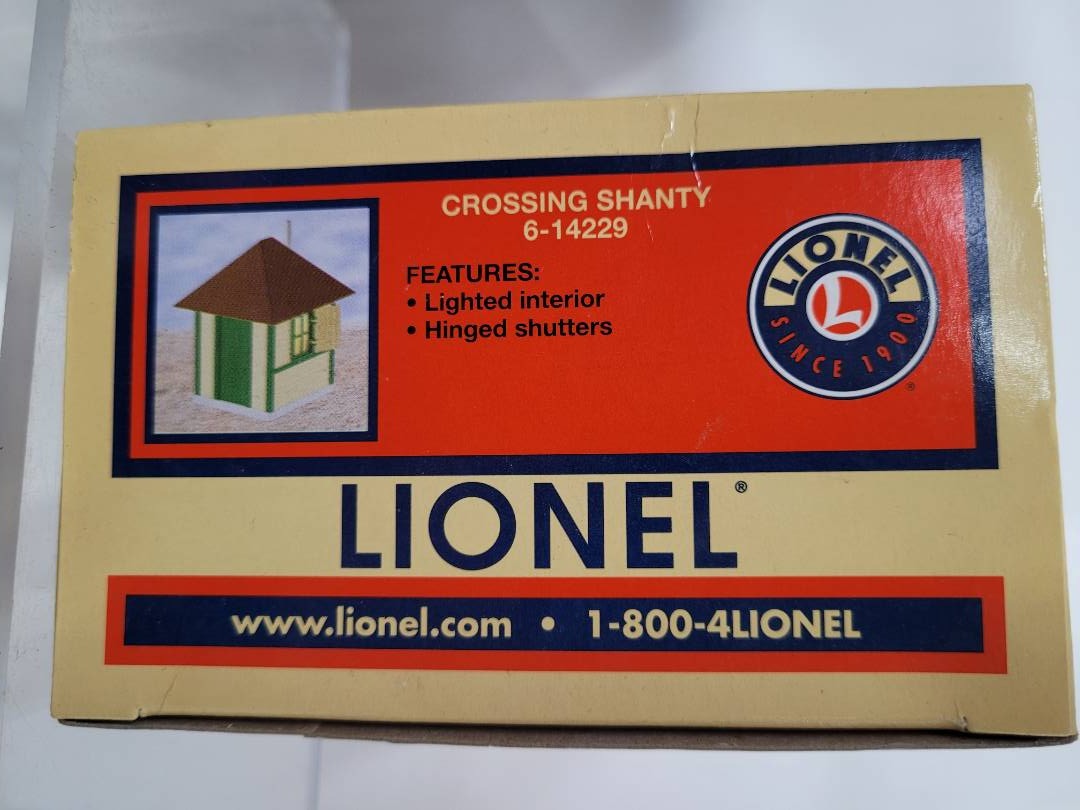 CROSSING SHANTY
6-14229
FEATURES:
• Lighted interior
• Hinged shutters
LIONEL
L
SINCE 1900
®
LIONEL®
www.lionel.com • 1-800-4LIONEL